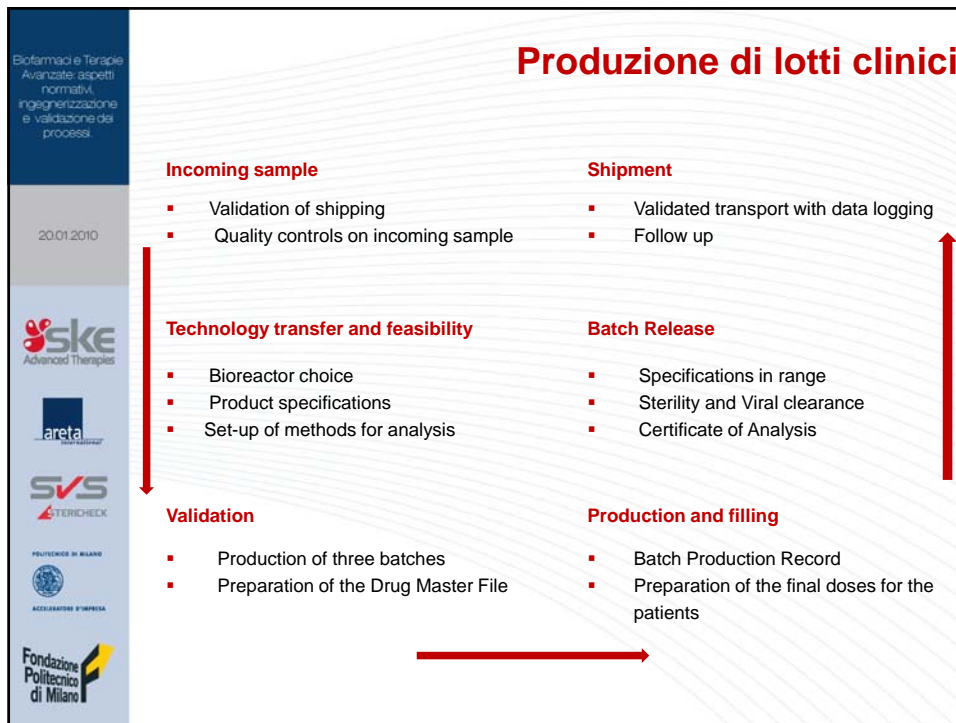 Biofarmaci e Terapie
Avanzate: aspetti
normativi,
ingegnerizzazione
e validazione dei
processi.
20.01.2010
ske
Advanced Therapies
areta
international
SVS
STERICHECK
POLITECNICO DI MILANO
ACCELERATORE D'IMPRESA
Fondazione
Politecnico
di Milano
Produzione di lotti clinici
Incoming sample
▪ Validation of shipping
▪ Quality controls on incoming sample
Technology transfer and feasibility
▪ Bioreactor choice
▪ Product specifications
▪ Set-up of methods for analysis
Validation
▪ Production of three batches
▪ Preparation of the Drug Master File
Production and filling
▪ Batch Production Record
▪ Preparation of the final doses for the
patients
Batch Release
▪ Specifications in range
▪ Sterility and Viral clearance
▪ Certificate of Analysis
Shipment
▪ Validated transport with data logging
▪ Follow up